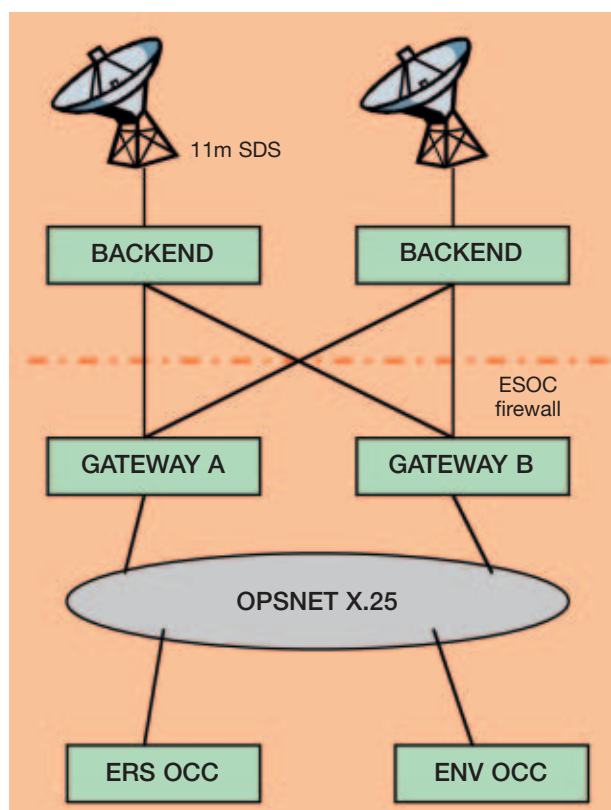 11m SDS
BACKEND
BACKEND
ESOC
firewall
GATEWAY A
GATEWAY B
OPSNET X.25
ERS OCC
ENV OCC